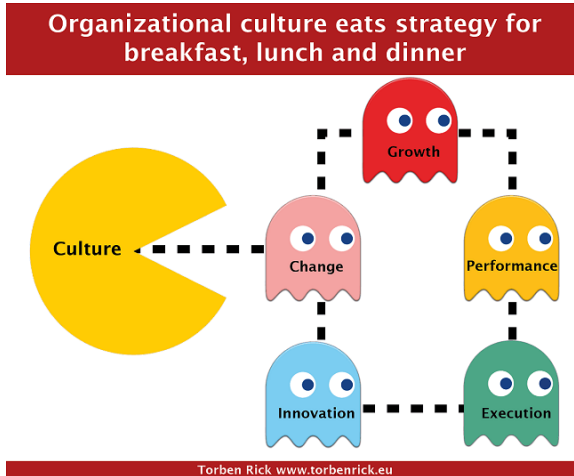 Organizational culture eats strategy for
breakfast, lunch and dinner
Growth
Culture
Change
Performance
Innovation
Execution
Torben Rick www.torbenrick.eu